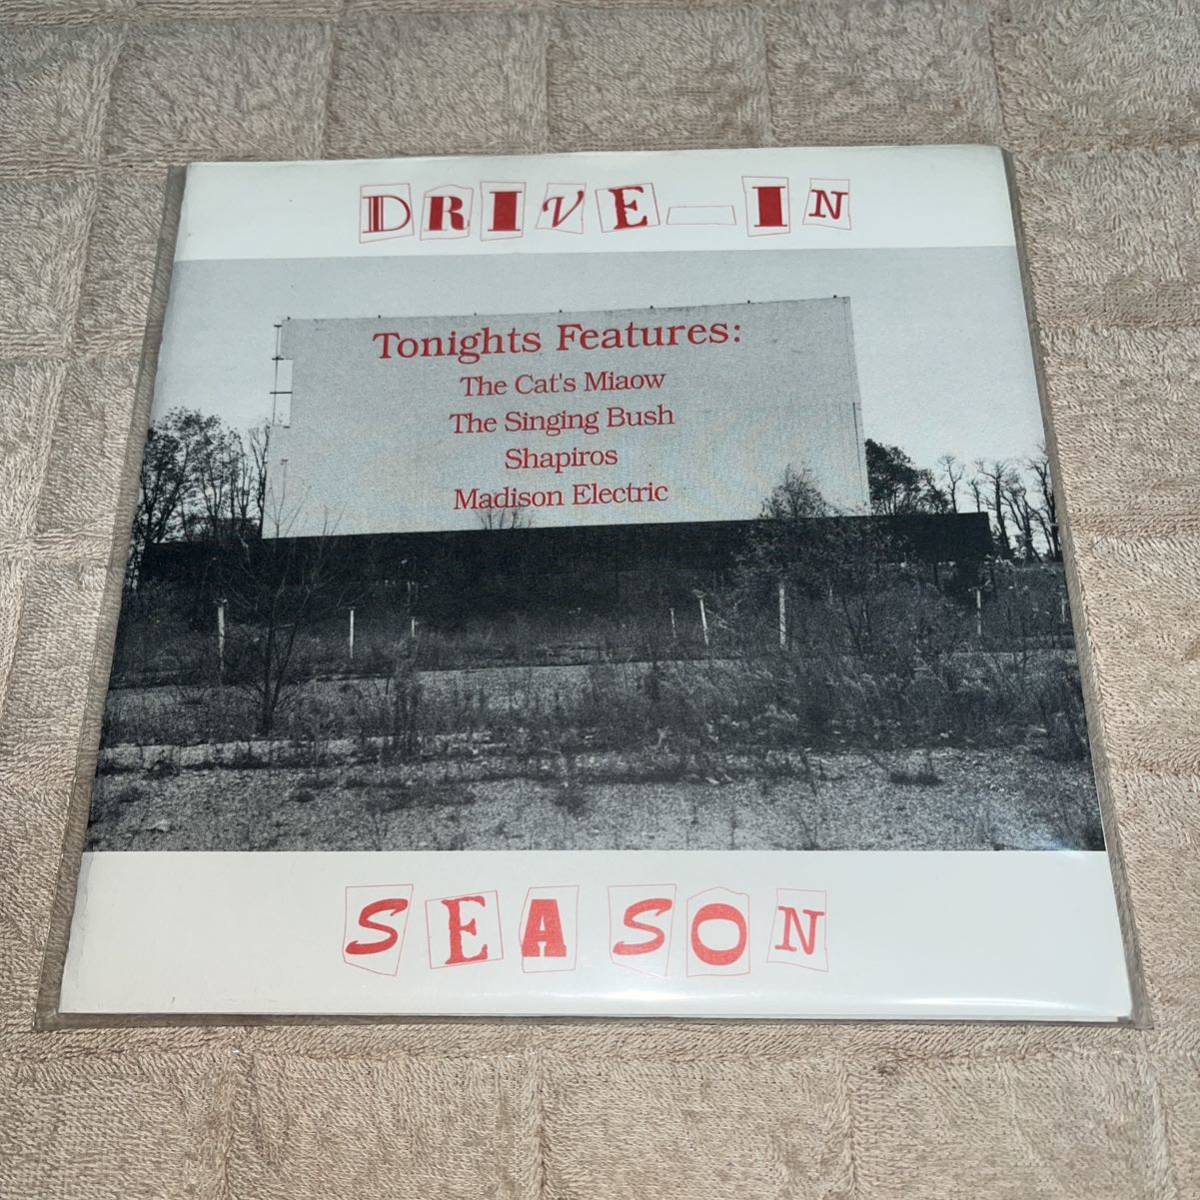 DRIVE-IN
Tonights Features:
The Cat's Miaow
The Singing Bush
Shapiros
Madison Electric
SEASON